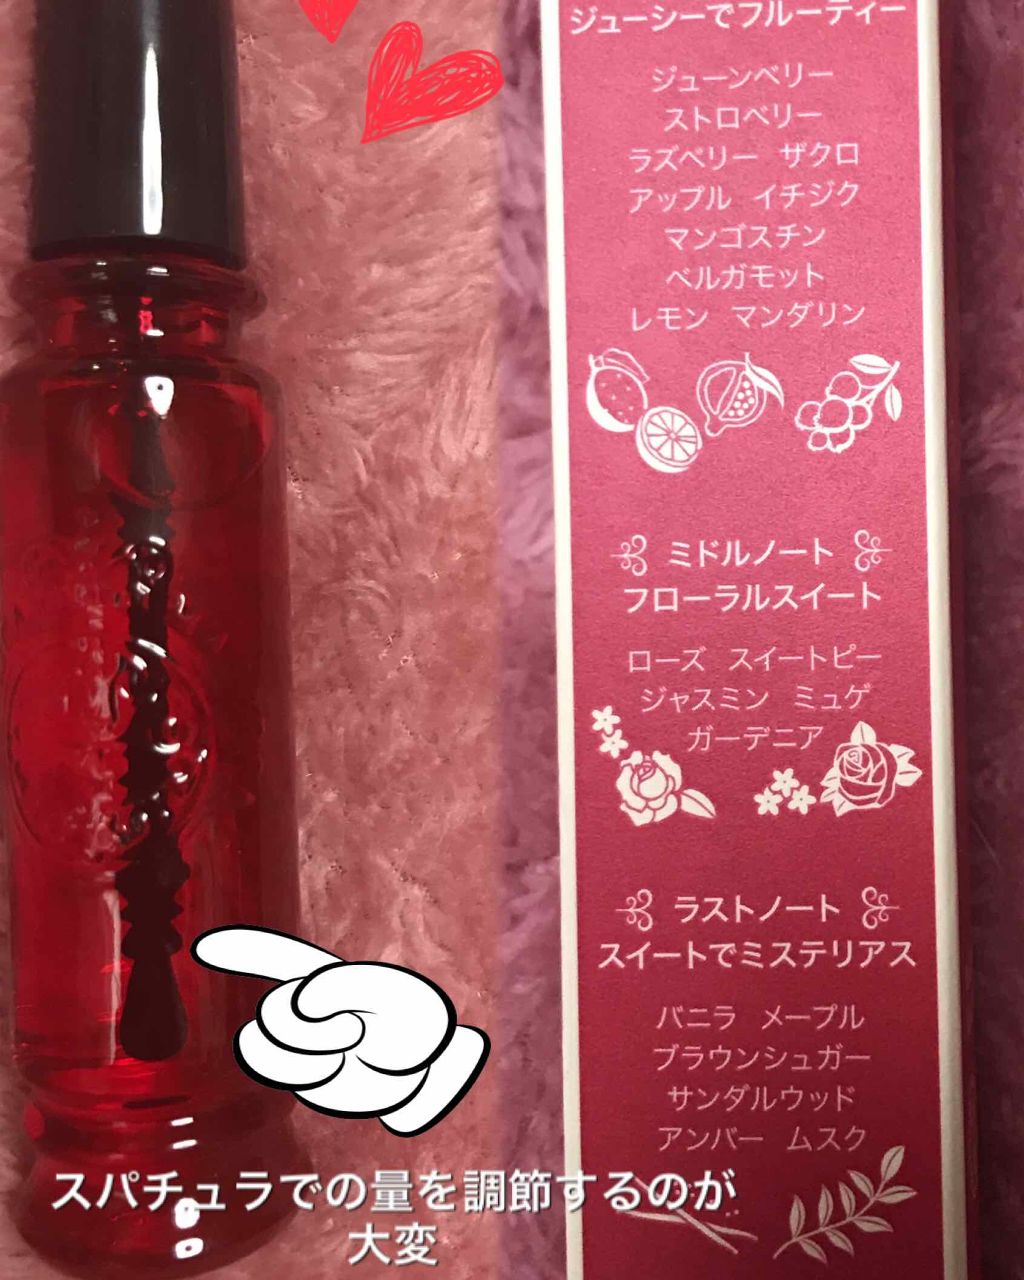 ジューシーでフルーティー
ジューンベリー
ストロベリー
ラズベリー ザクロ
アップル イチジク
マンゴスチン
ベルガモット
レモン マンダリン
ミドルノート
フローラルスイート
ローズ スイートピー
ジャスミン ミュゲ
ガーデニア
ラストノート
スイートでミステリアス
バニラ メープル
ブラウンシュガー
サンダルウッド
アンバー ムスク
スパチュラでの量を調節するのが
大変